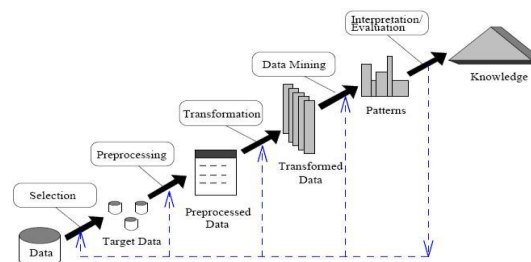 Interpretation/
Evaluation
Data Mining
Knowledge
Transformation
Patterns
Preprocessing
Transformed
Data
Selection
Preprocessed
Data
Target Data
Data